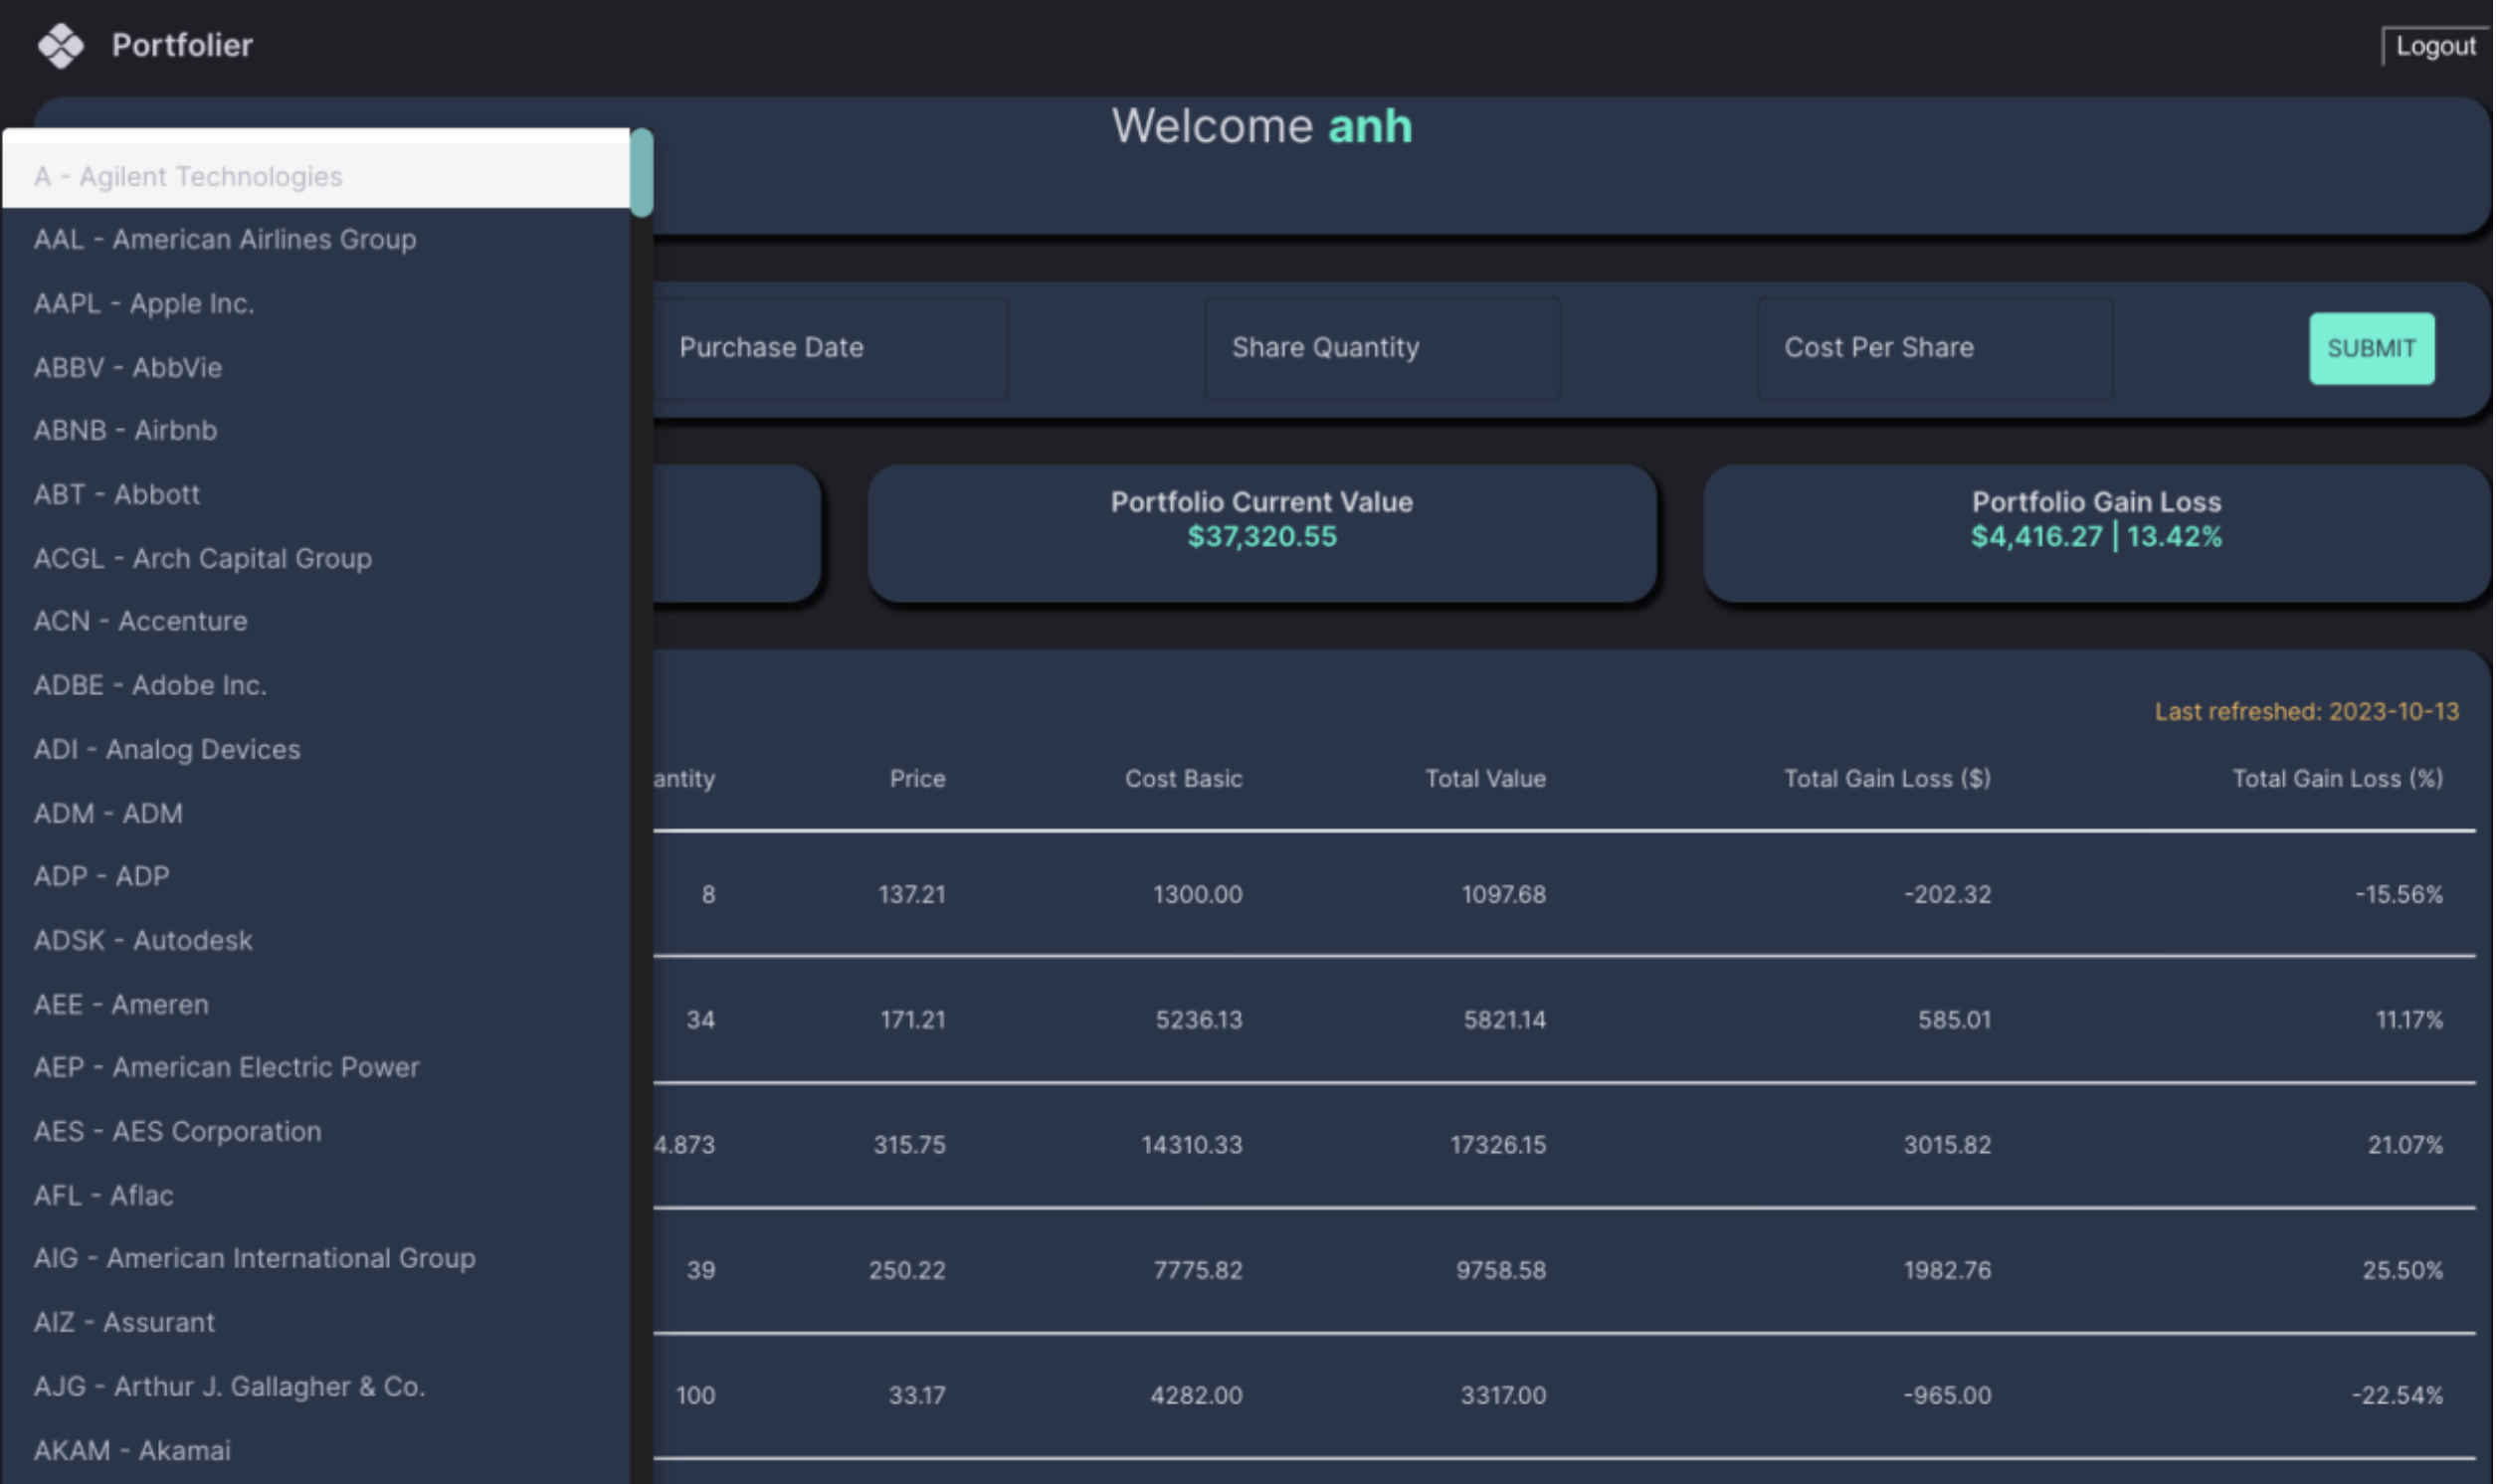 Portfolier
Logout
Welcome anh
A - Agilent Technologies
AAL - American Airlines Group
AAPL - Apple Inc.
ABBV - AbbVie
ABNB - Airbnb
ABT - Abbott
ACGL - Arch Capital Group
ACN - Accenture
ADBE - Adobe Inc.
ADI - Analog Devices
ADM - ADM
ADP - ADP
ADSK - Autodesk
AEE - Ameren
AEP - American Electric Power
AES - AES Corporation
AFL - Aflac
AIG - American International Group
AIZ - Assurant
AJG - Arthur J. Gallagher & Co.
AKAM - Akamai
Purchase Date Share Quantity Cost Per Share SUBMIT
Portfolio Current Value
$37,320.55
Portfolio Gain Loss
$4,416.27 | 13.42%
Last refreshed: 2023-10-13
antity Price Cost Basic Total Value Total Gain Loss ($) Total Gain Loss (%)
8 137.21 1300.00 1097.68 -202.32 -15.56%
34 171.21 5236.13 5821.14 585.01 11.17%
4.873 315.75 14310.33 17326.15 3015.82 21.07%
39 250.22 7775.82 9758.58 1982.76 25.50%
100 33.17 4282.00 3317.00 -965.00 -22.54%